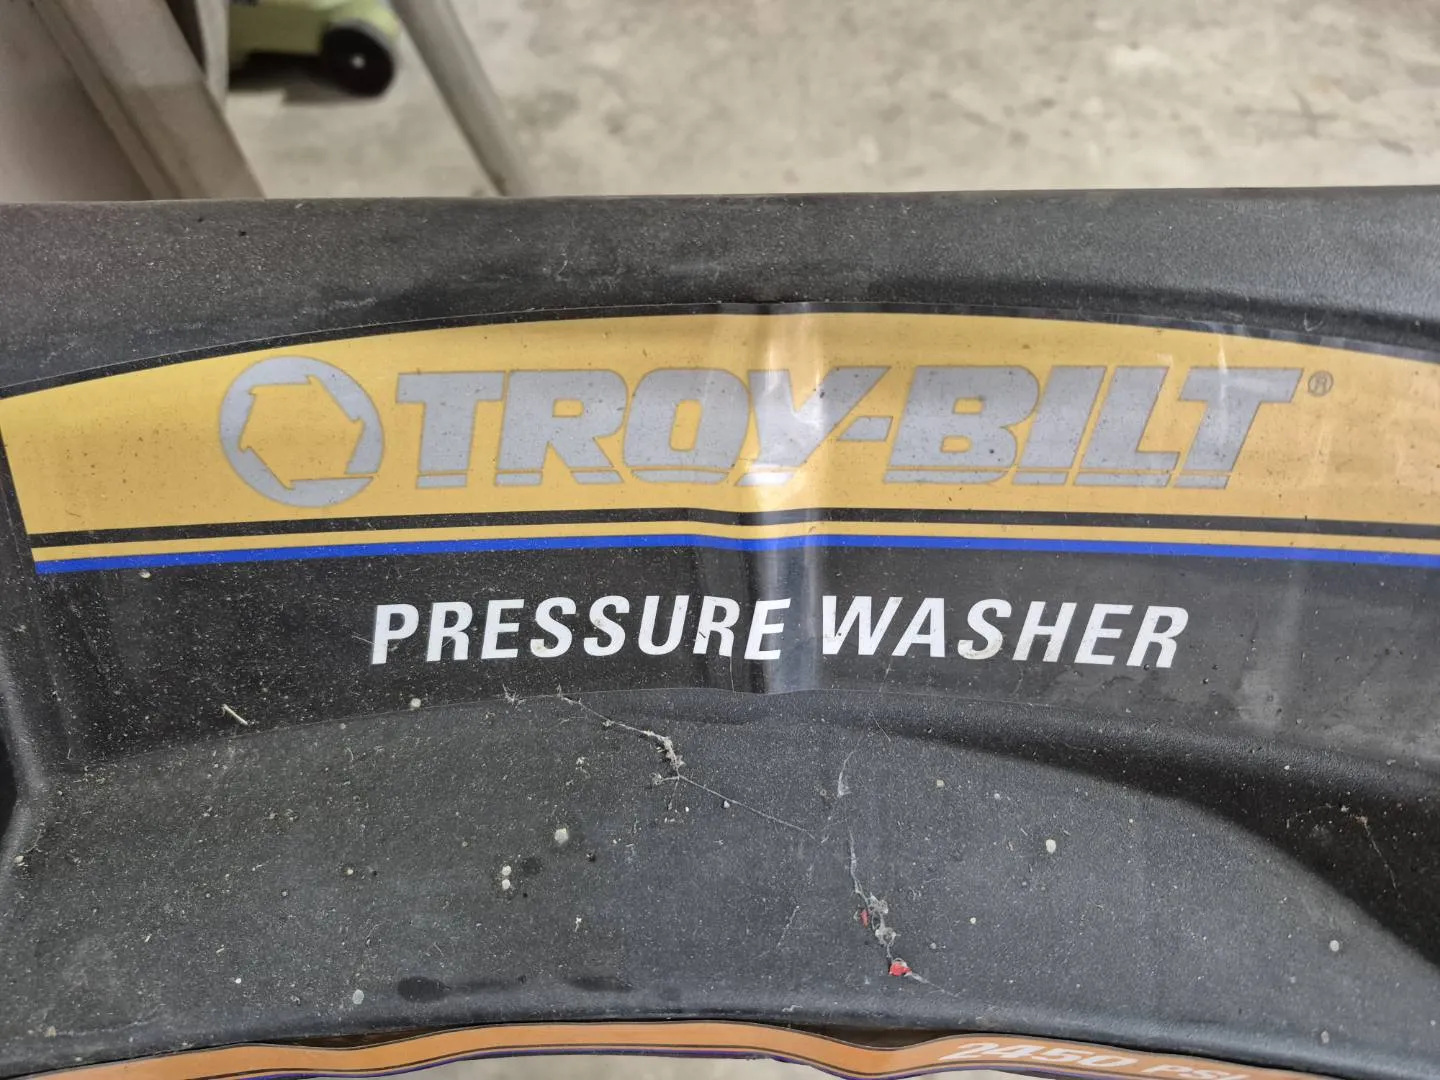 TROY-BILT®
PRESSURE WASHER
2450 PSI